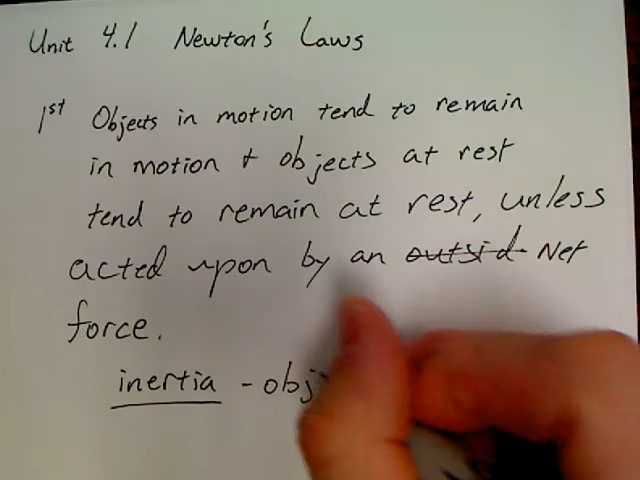 Unit 4.1 Newton's Laws
1st Objects in motion tend to remain
in motion + objects at rest
tend to remain at rest, unless
acted upon by an outsid Net
force.
inertia - obj